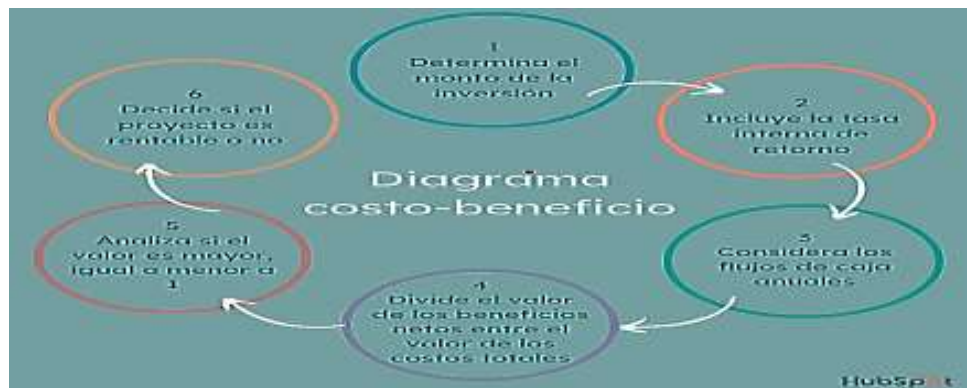 1
Determina el
monto de la
inversión
2
Incluye la tasa
interna de
retorno
3
Considera los
flujos de caja
anuales
4
Divide el valor
de los beneficios
netos entre el
valor de los
costos totales
5
Analiza si el
valor es mayor,
igual o menor a
1
6
Decide si el
proyecto es
rentable o no
Diagrama
costo-beneficio
HubSpot